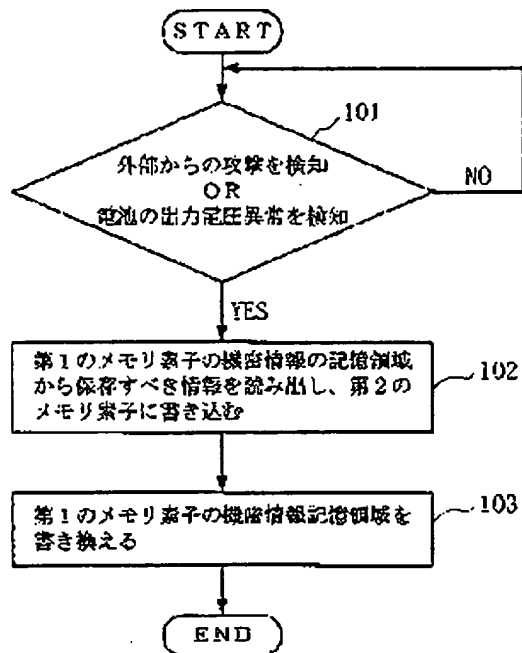 START
101
外部からの攻撃を検知
OR
電池の出力電圧異常を検知
NO
YES
第1のメモリ素子の機密情報の記憶領域
から保存すべき情報を読み出し、第2の
メモリ素子に書き込む
102
第1のメモリ素子の機密情報記憶領域を
書き換える
103
END